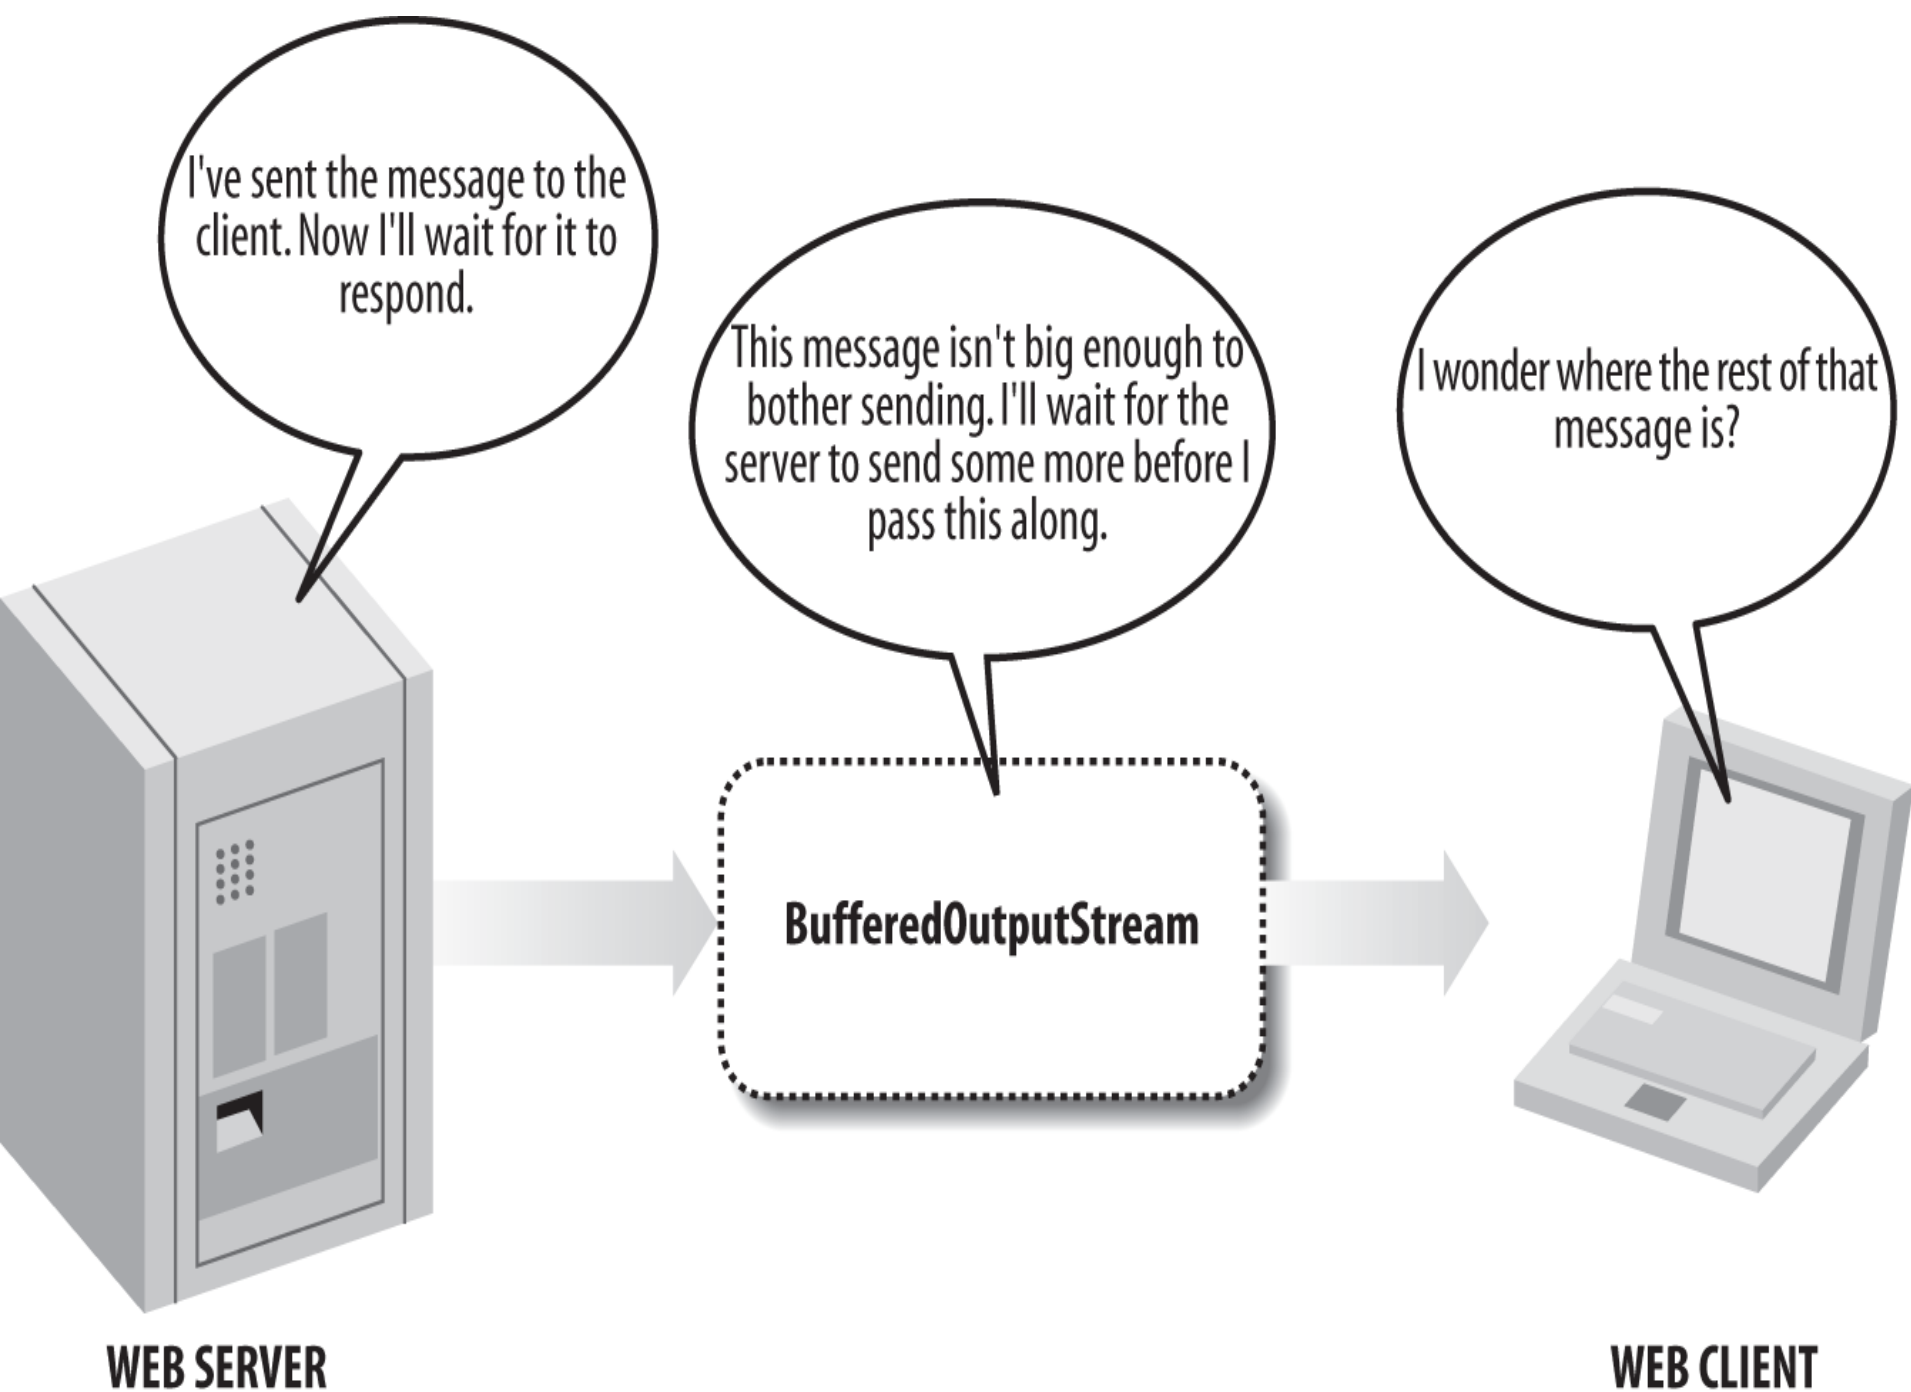 I've sent the message to the
client. Now I'll wait for it to
respond.
This message isn't big enough to
bother sending. I'll wait for the
server to send some more before I
pass this along.
I wonder where the rest of that
message is?
BufferedOutputStream
WEB SERVER
WEB CLIENT